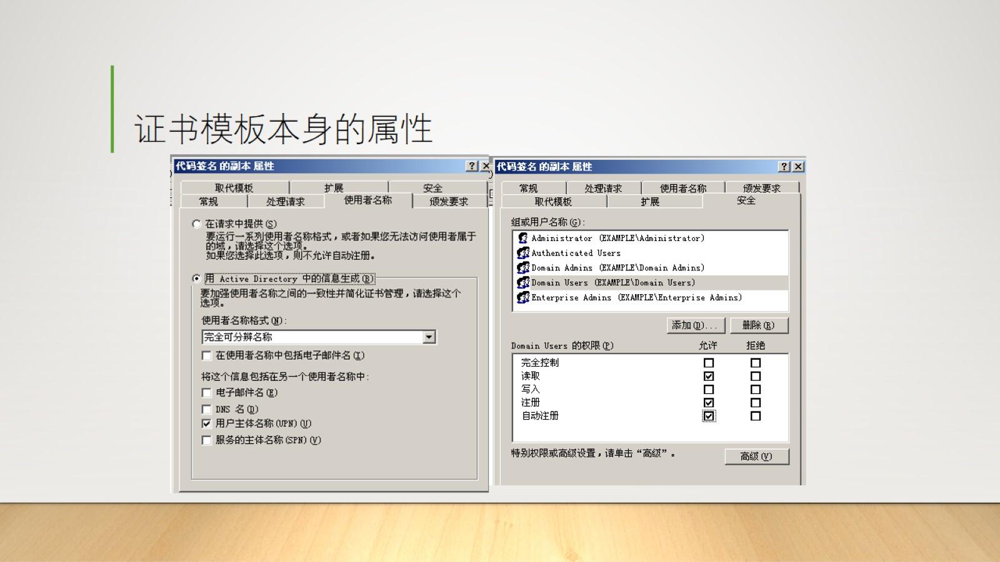 证书模板本身的属性
代码签名 的副本 属性
取代模板 扩展 安全
常规 处理请求 使用者名称 颁发要求
在请求中提供(S)
要运行一系列使用者名称格式，或者如果您无法访问使用者属于
的域，请选择这个选项。
如果您选择此选项，则不允许自动注册。
用 Active Directory 中的信息生成(B)
要加强使用者名称之间的一致性并简化证书管理，请选择这个
选项。
使用者名称格式(N):
完全可分辨名称
在使用者名称中包括电子邮件名(I)
将这个信息包括在另一个使用者名称中:
电子邮件名(E)
DNS 名(D)
用户主体名称(UPN)(U)
服务的主体名称(SPN)(V)
代码签名 的副本 属性
常规 处理请求 使用者名称 颁发要求
取代模板 扩展 安全
组或用户名称(G):
Administrator (EXAMPLE\Administrator)
Authenticated Users
Domain Admins (EXAMPLE\Domain Admins)
Domain Users (EXAMPLE\Domain Users)
Enterprise Admins (EXAMPLE\Enterprise Admins)
添加(D)... 删除(R)
Domain Users 的权限(P) 允许 拒绝
完全控制
读取
写入
注册
自动注册
特别权限或高级设置，请单击“高级”。 高级(V)